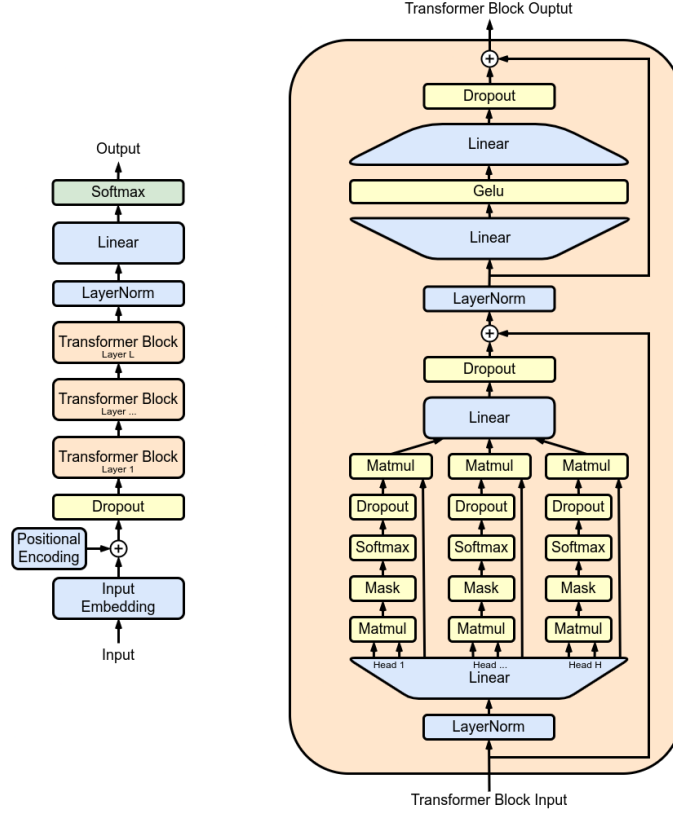 Output
Softmax
Linear
LayerNorm
Transformer Block
Layer L
Transformer Block
Layer ...
Transformer Block
Layer 1
Dropout
Positional
Encoding
+
Input
Embedding
Input
Transformer Block Ouptut
+
Dropout
Linear
Gelu
Linear
LayerNorm
+
Dropout
Linear
Matmul Matmul Matmul
Dropout Dropout Dropout
Softmax Softmax Softmax
Mask Mask Mask
Matmul Matmul Matmul
Head 1 Head ... Head H
Linear
LayerNorm
Transformer Block Input